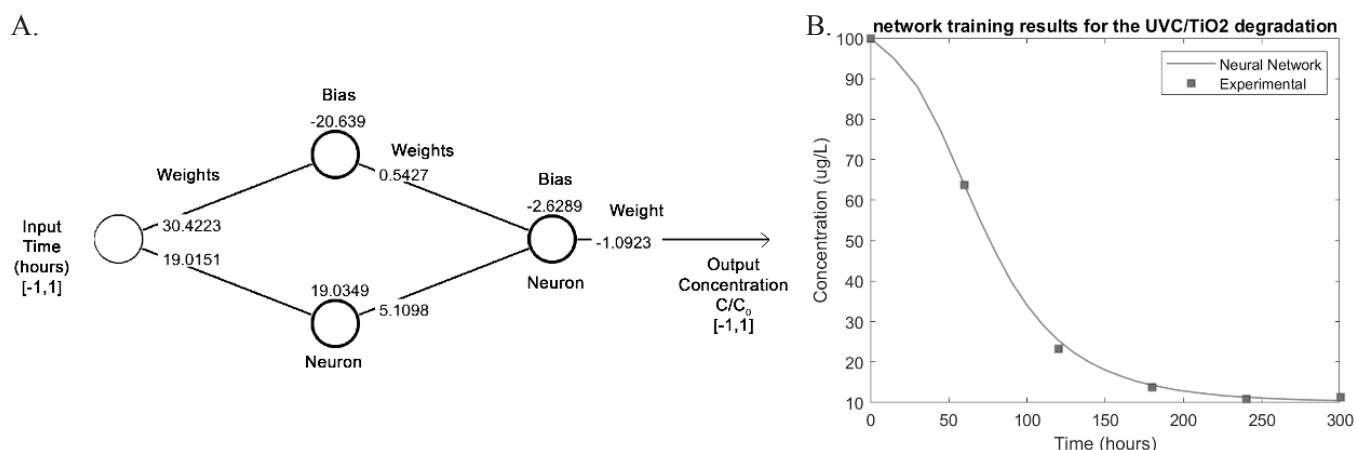 A.
Bias
-20.639
Weights
Weights
0.5427
Bias
-2.6289
Weight
Input
Time
(hours)
[-1,1]
30.4223
-1.0923
19.0151
Neuron
Output
Concentration
C/C0
[-1,1]
19.0349
5.1098
Neuron
B.
network training results for the UVC/TiO2 degradation
Neural Network
Experimental
Concentration (ug/L)
100
90
80
70
60
50
40
30
20
10
0
50
100
150
200
250
300
Time (hours)